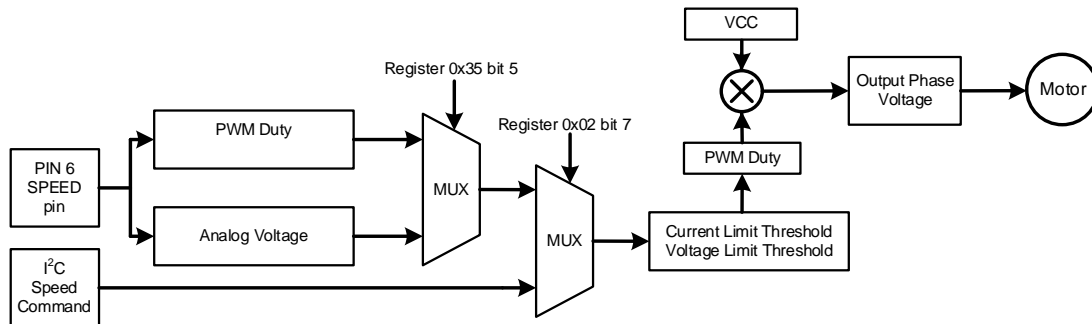 VCC
Register 0x35 bit 5
Output Phase
Voltage
Motor
PWM Duty
Register 0x02 bit 7
PIN 6
SPEED
pin
MUX
PWM Duty
Analog Voltage
MUX
Current Limit Threshold
Voltage Limit Threshold
I²C
Speed
Command